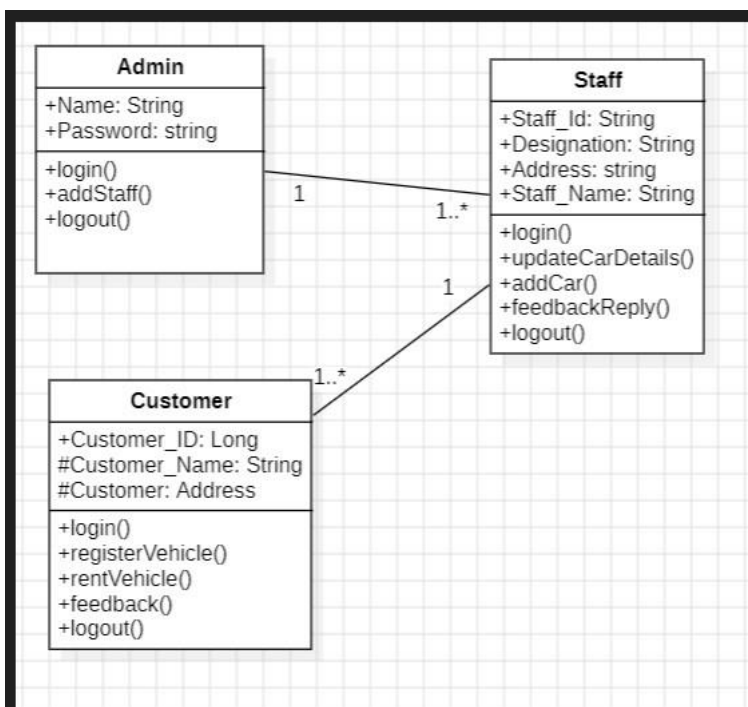 Admin
+Name: String
+Password: string
+login()
+addStaff()
+logout()
1
1..*
Staff
+Staff_Id: String
+Designation: String
+Address: string
+Staff_Name: String
+login()
+updateCarDetails()
+addCar()
+feedbackReply()
+logout()
1
1..*
Customer
+Customer_ID: Long
#Customer_Name: String
#Customer: Address
+login()
+registerVehicle()
+rentVehicle()
+feedback()
+logout()